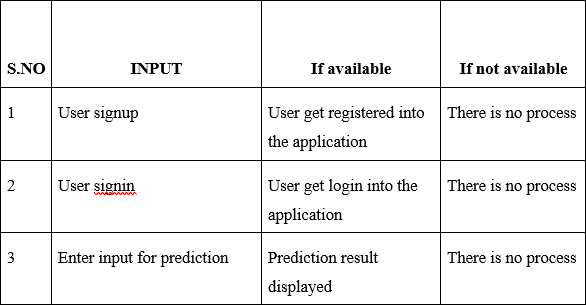 S.NO INPUT If available If not available
1 User signup User get registered into There is no process
the application
2 User signin User get login into the There is no process
application
3 Enter input for prediction Prediction result There is no process
displayed